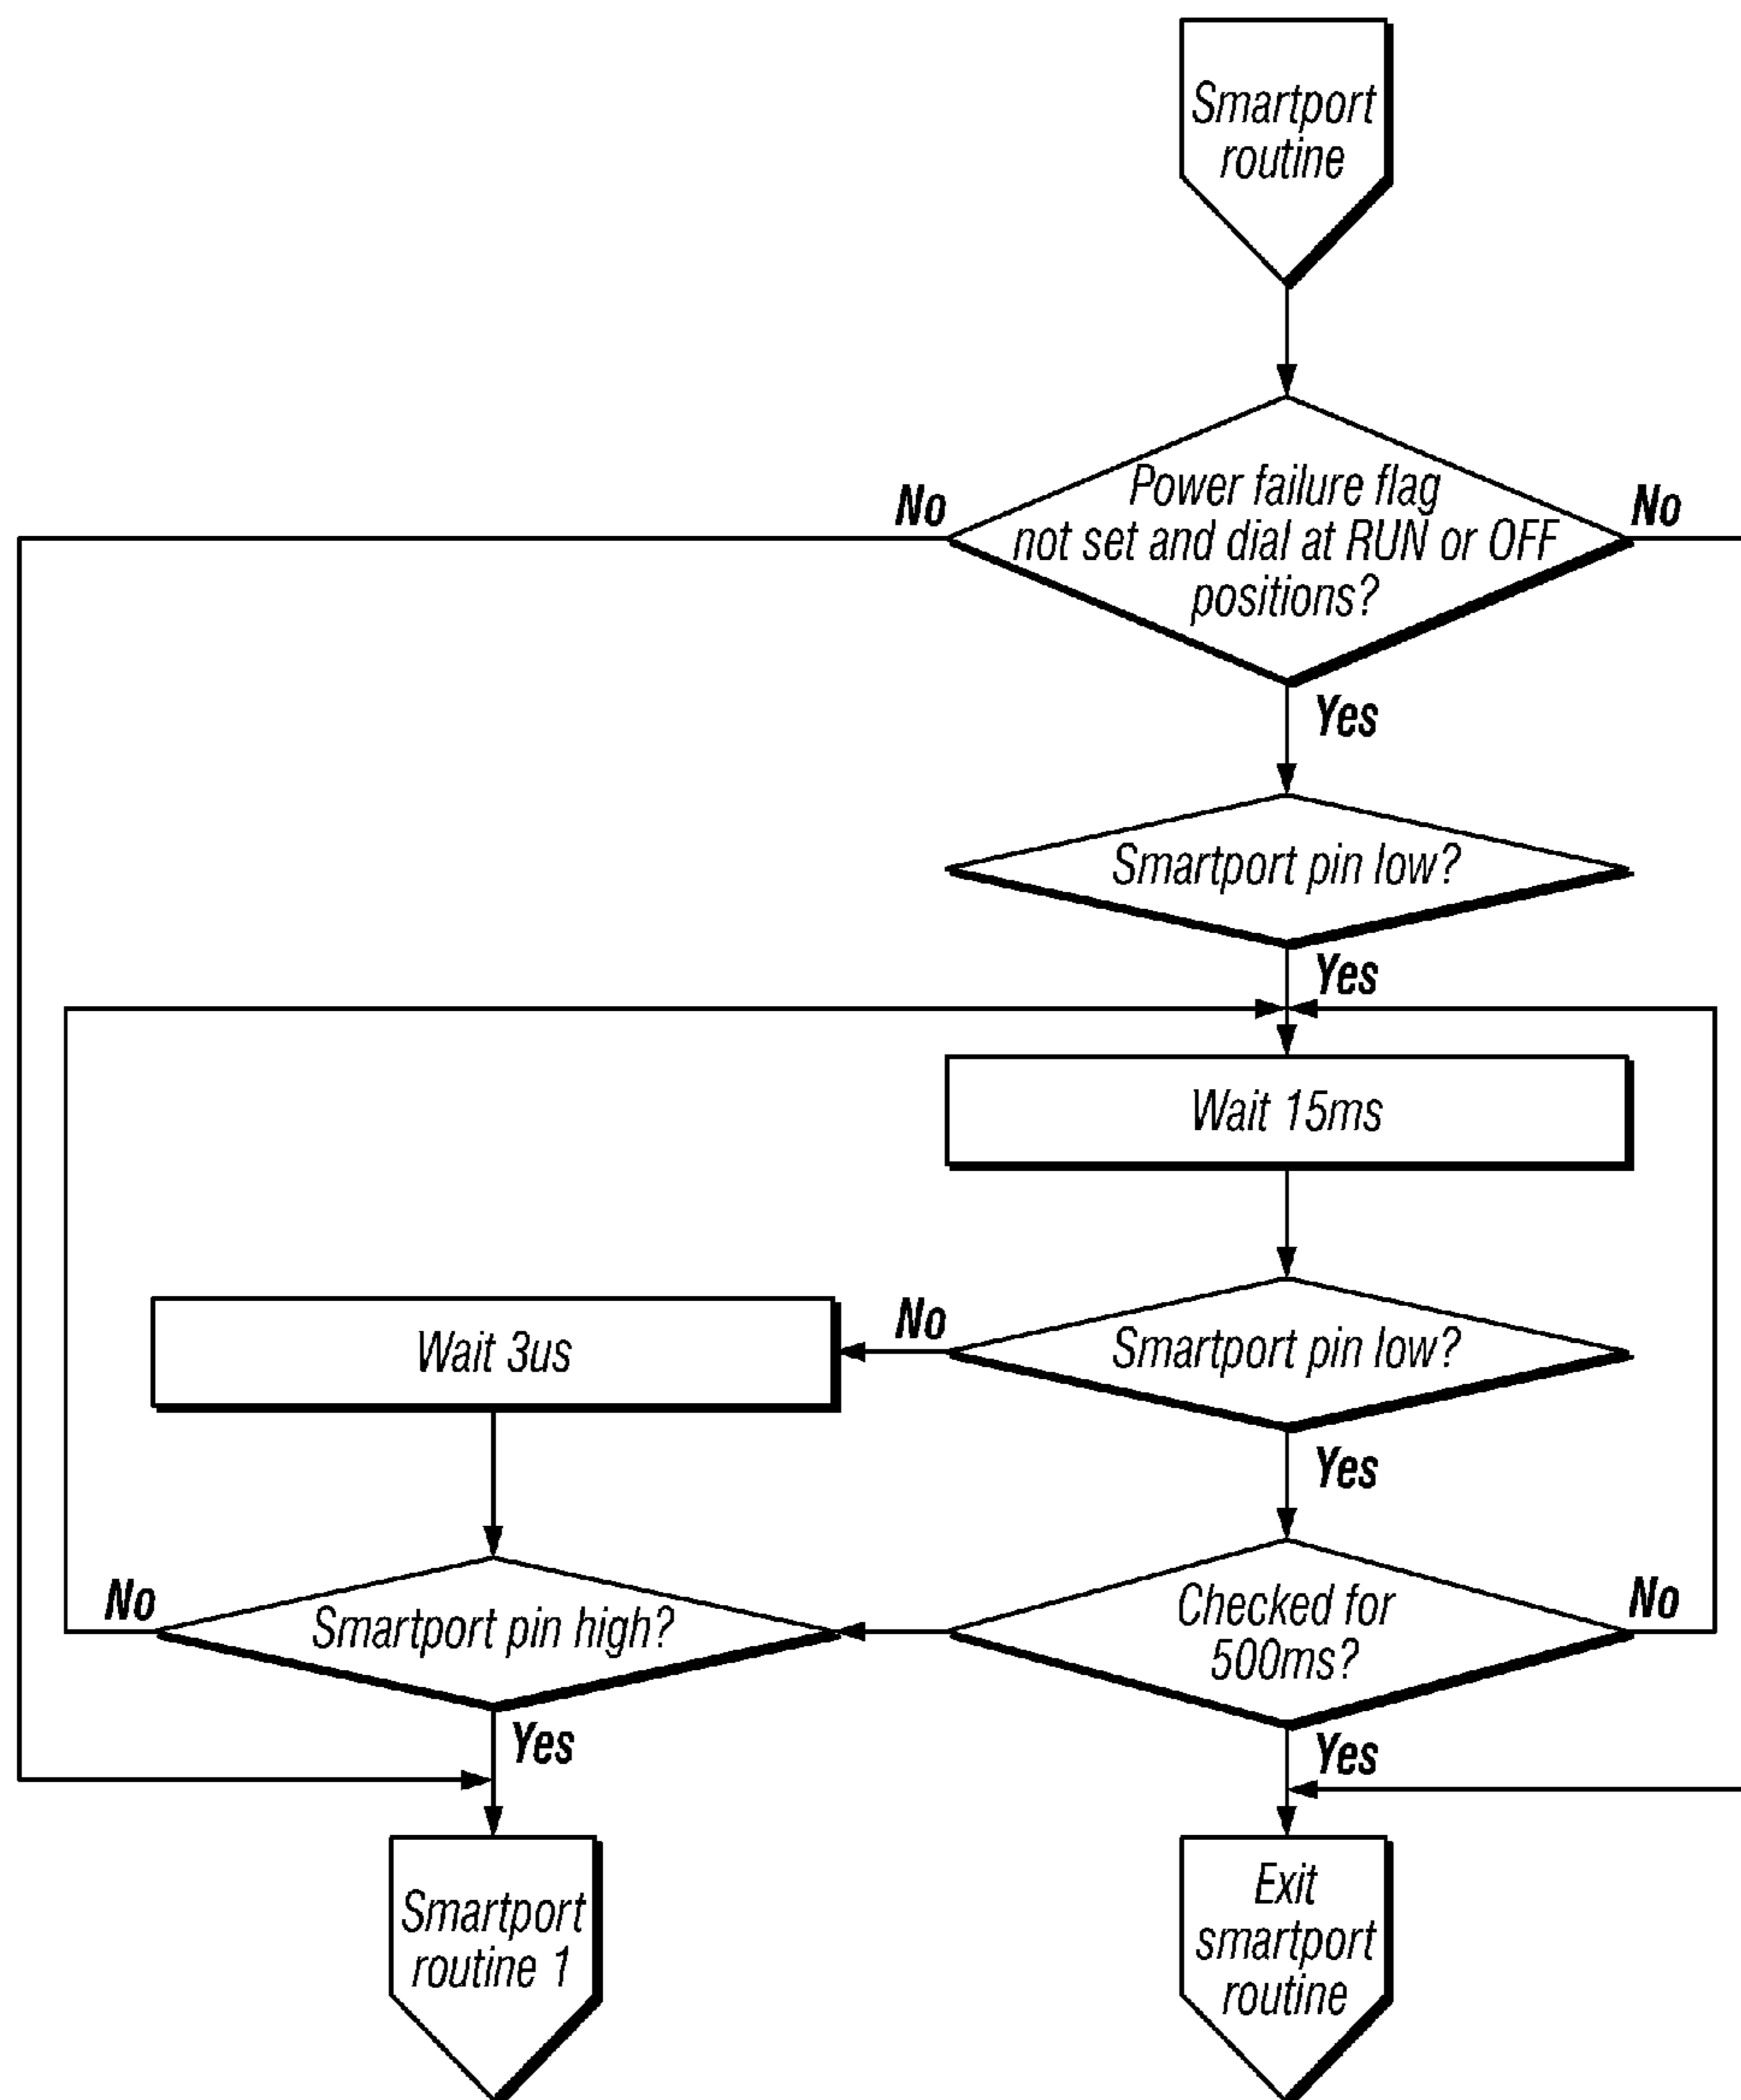 Smartport
routine
No
Power failure flag
not set and dial at RUN or OFF
positions?
No
Yes
Smartport pin low?
Yes
Wait 15ms
Wait 3us
No
Smartport pin low?
Yes
No
Smartport pin high?
Checked for
500ms?
No
Yes
Yes
Smartport
routine 1
Exit
smartport
routine